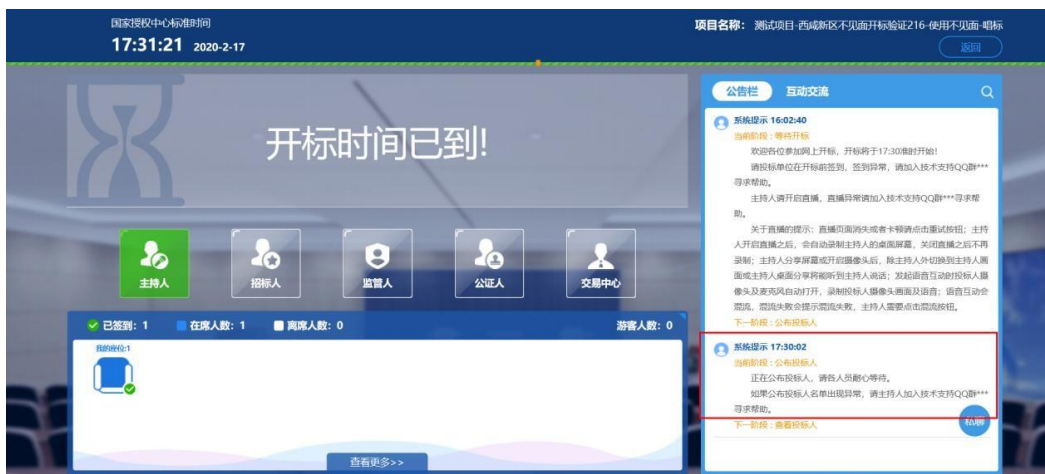 国家授权中心标准时间
17:31:21 2020-2-17
项目名称： 测试项目-西咸新区不见面开标验证216-使用不见面-唱标
返回
开标时间已到!
主持人
招标人
监管人
公证人
交易中心
已签到：1 在席人数：1 离席人数：0 游客人数：0
我的座位:1
查看更多>>
公告栏 互动交流
系统提示 16:02:40
当前阶段：等待开标
欢迎各位参加网上开标，开标将于17:30准时开始!
请投标单位在开标前签到，签到异常，请加入技术支持QQ群***
寻求帮助。
主持人请开启直播，直播异常请加入技术支持QQ群***寻求帮
助。
关于直播的提示：直播页面消失或者卡顿请点击重试按钮；主持
人开启直播之后，会自动录制主持人的桌面屏幕，关闭直播之后不再
录制；主持人分享屏幕或开启摄像头后，除主持人外切换到主持人画
面或主持人桌面分享将能听到主持人说话；发起语音互动时投标人摄
像头及麦克风自动打开，录制投标人摄像头画面及语音；语音互动会
混流，混流失败会提示混流失败，主持人需要点击混流按钮。
下一阶段：公布投标人
系统提示 17:30:02
当前阶段：公布投标人
正在公布投标人，请各人员耐心等待。
如果公布投标人名单出现异常，请主持人加入技术支持QQ群***
寻求帮助。
下一阶段：查看投标人
私聊